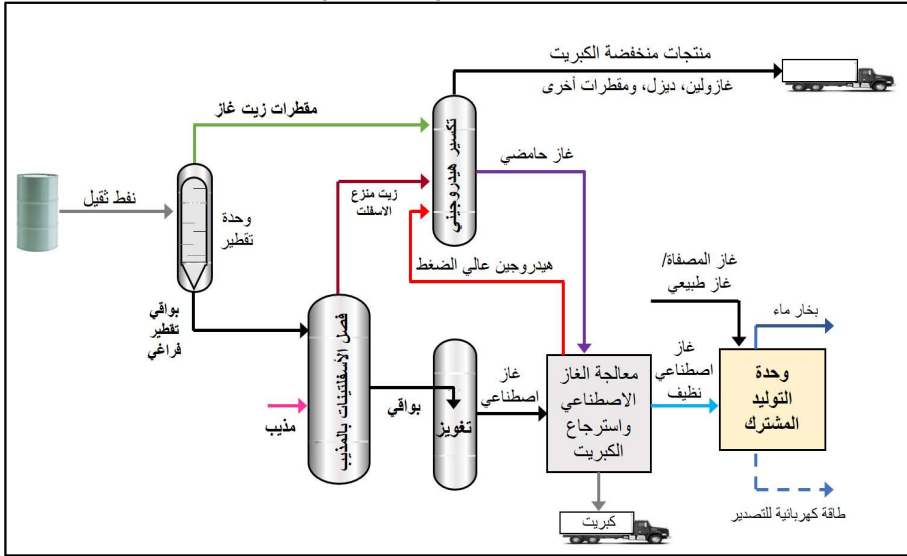 منتجات منخفضة الكبريت
غازولين، ديزل، ومقطرات أخرى
مقطرات زيت غاز
تكسير هيدروجيني
غاز حامضي
نفط ثقيل
وحدة
تقطير
زيت منزع
الاسفلت
هيدروجين عالي الضغط
غاز المصفاة/
غاز طبيعي
بخار ماء
بواقي
تقطير
فراغي
فصل الأسفلتينات بالمذيب
مذيب
بواقي
تغويز
غاز
اصطناعي
معالجة الغاز
الاصطناعي
واسترجاع
الكبريت
غاز
اصطناعي
نظيف
وحدة
التوليد
المشترك
كبريت
طاقة كهربائية للتصدير